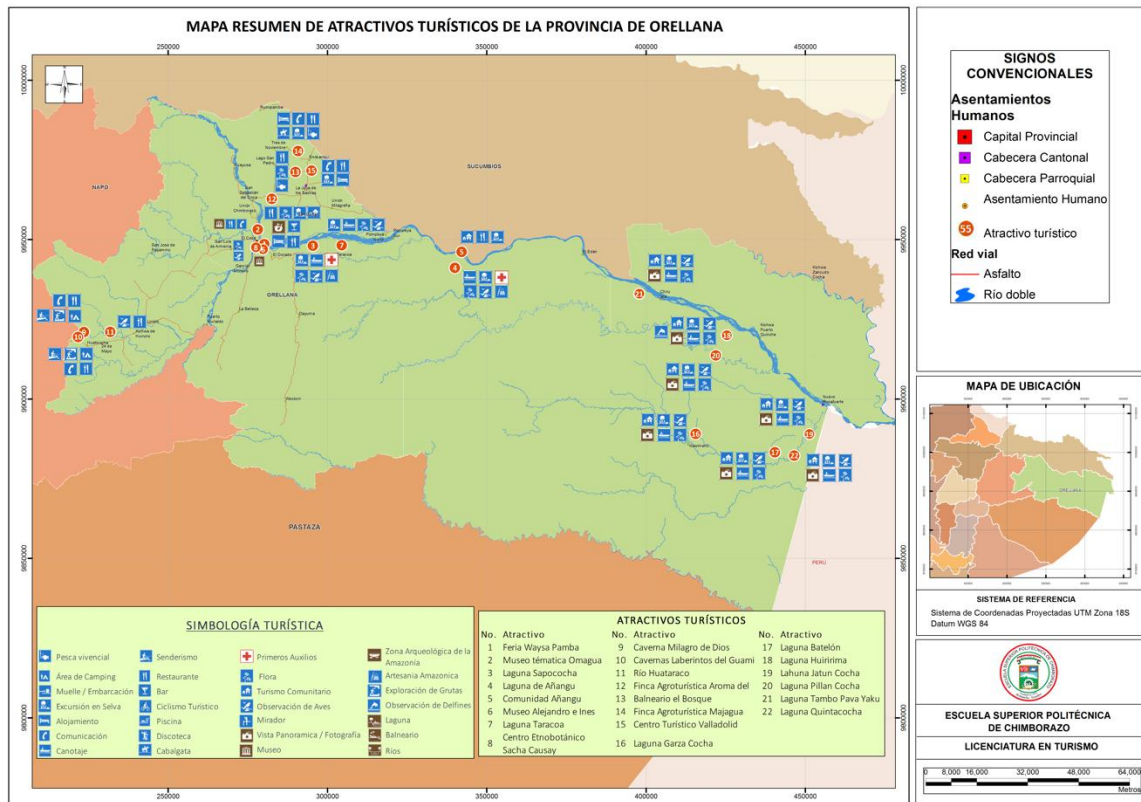 MAPA RESUMEN DE ATRACTIVOS TURÍSTICOS DE LA PROVINCIA DE ORELLANA
250000 300000 350000 400000 450000
10000000
9950000
9900000
9850000
9800000
SUCUMBIOS
NAPO
ORELLANA
PASTAZA
PERÚ
SIMBOLOGÍA TURÍSTICA
Pesca vivencial
Área de Camping
Muelle / Embarcación
Excursión en Selva
Alojamiento
Comunicación
Canotaje
Senderismo
Restaurante
Bar
Ciclismo Turístico
Piscina
Discoteca
Cabalgata
Primeros Auxilios
Flora
Turismo Comunitario
Observación de Aves
Mirador
Vista Panoramica / Fotografía
Museo
Zona Arqueológica de la Amazonía
Artesania Amazonica
Exploración de Grutas
Observación de Delfines
Laguna
Balneario
Ríos
ATRACTIVOS TURÍSTICOS
No. Atractivo
1 Feria Waysa Pamba
2 Museo tématica Omagua
3 Laguna Sapococha
4 Laguna de Añangu
5 Comunidad Añangu
6 Museo Alejandro e Ines
7 Laguna Taracoa
8 Centro Etnobotánico Sacha Causay
No. Atractivo
9 Caverna Milagro de Dios
10 Cavernas Laberintos del Guami
11 Río Huataraco
12 Finca Agroturística Aroma del
13 Balneario el Bosque
14 Finca Agroturística Majagua
15 Centro Turístico Valladolid
16 Laguna Garza Cocha
No. Atractivo
17 Laguna Batelón
18 Laguna Huiririma
19 Lahuna Jatun Cocha
20 Laguna Pillan Cocha
21 Laguna Tambo Pava Yaku
22 Laguna Quintacocha
SIGNOS
CONVENCIONALES
Asentamientos
Humanos
Capital Provincial
Cabecera Cantonal
Cabecera Parroquial
Asentamiento Humano
55 Atractivo turístico
Red vial
Asfalto
Río doble
MAPA DE UBICACIÓN
ORELLANA
SISTEMA DE REFERENCIA
Sistema de Coordenadas Proyectadas UTM Zona 18S
Datum WGS 84
ESCUELA SUPERIOR POLITÉCNICA
DE CHIMBORAZO
LICENCIATURA EN TURISMO
0 8,000 16,000 32,000 48,000 64,000
Metros